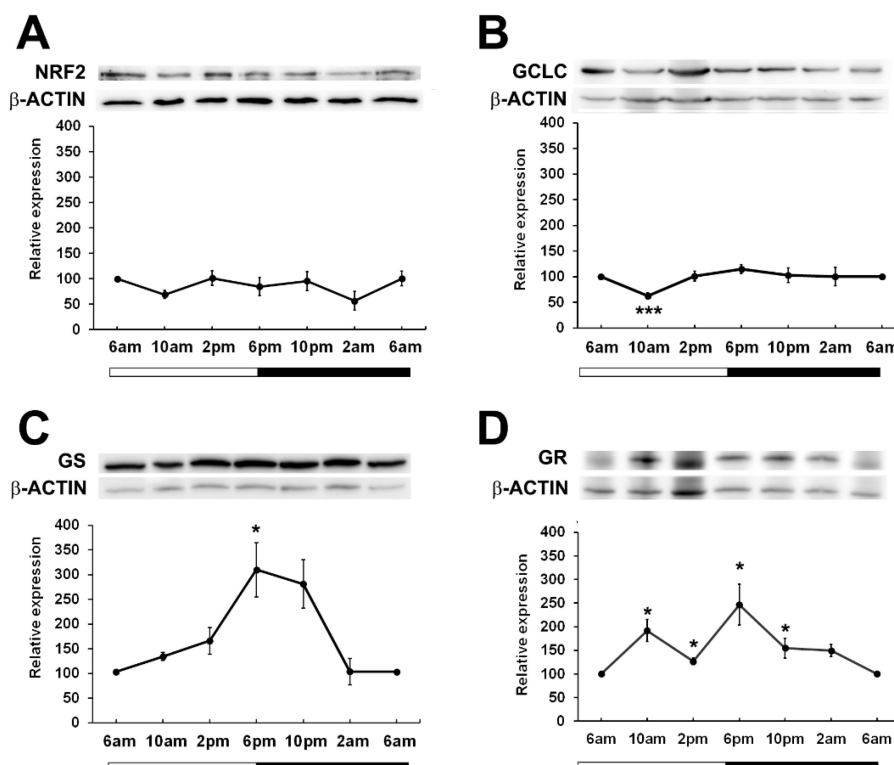 A
NRF2
β-ACTIN
Relative expression
400
350
300
250
200
150
100
50
0
6am 10am 2pm 6pm 10pm 2am 6am
B
GCLC
β-ACTIN
Relative expression
400
350
300
250
200
150
100
50
0
***
6am 10am 2pm 6pm 10pm 2am 6am
C
GS
β-ACTIN
Relative expression
400
350
300
250
200
150
100
50
0
*
6am 10am 2pm 6pm 10pm 2am 6am
D
GR
β-ACTIN
Relative expression
400
350
300
250
200
150
100
50
0
* * * *
6am 10am 2pm 6pm 10pm 2am 6am